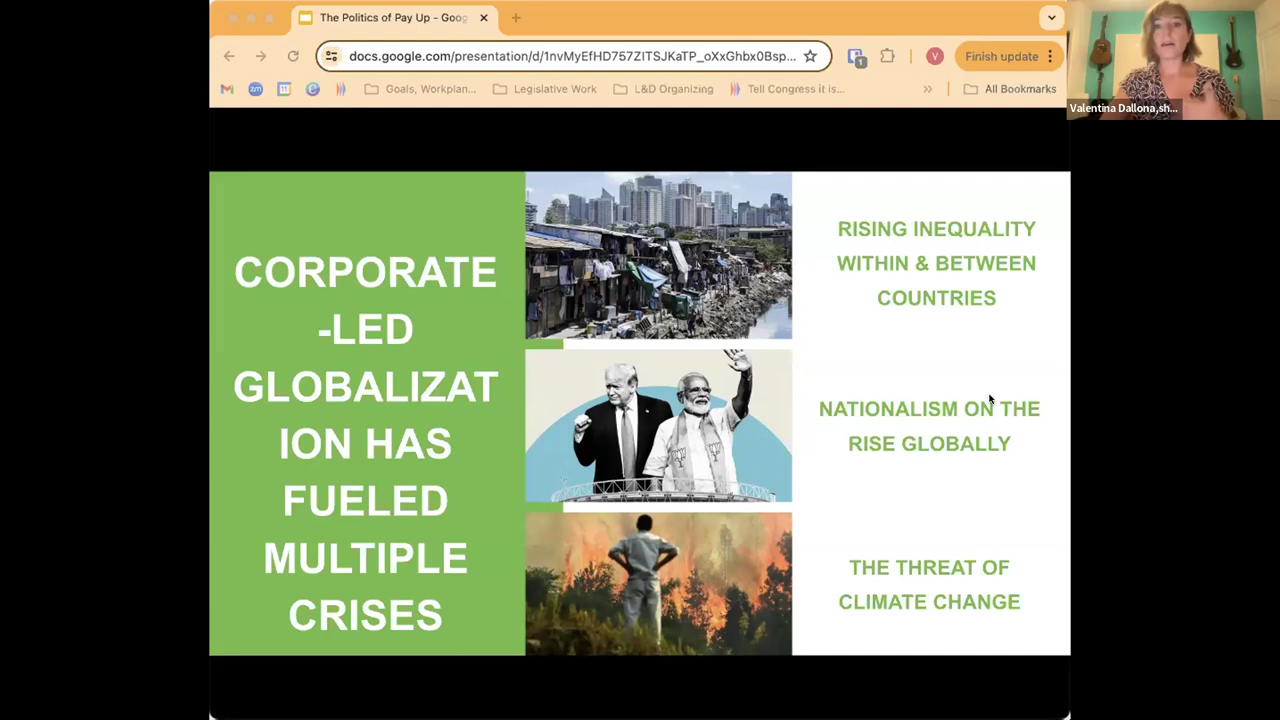 The Politics of Pay Up - Goog
docs.google.com/presentation/d/1nvMyEfHD757ZITSJKaTP_oXxGhbx0Bsp...
1
V
Finish update
zm
Goals, Workplan...
Legislative Work
L&D Organizing
Tell Congress it is...
»
All Bookmarks
Valentina Dallona,sh...
CORPORATE
-LED
GLOBALIZAT
ION HAS
FUELED
MULTIPLE
CRISES
RISING INEQUALITY
WITHIN & BETWEEN
COUNTRIES
NATIONALISM ON THE
RISE GLOBALLY
THE THREAT OF
CLIMATE CHANGE